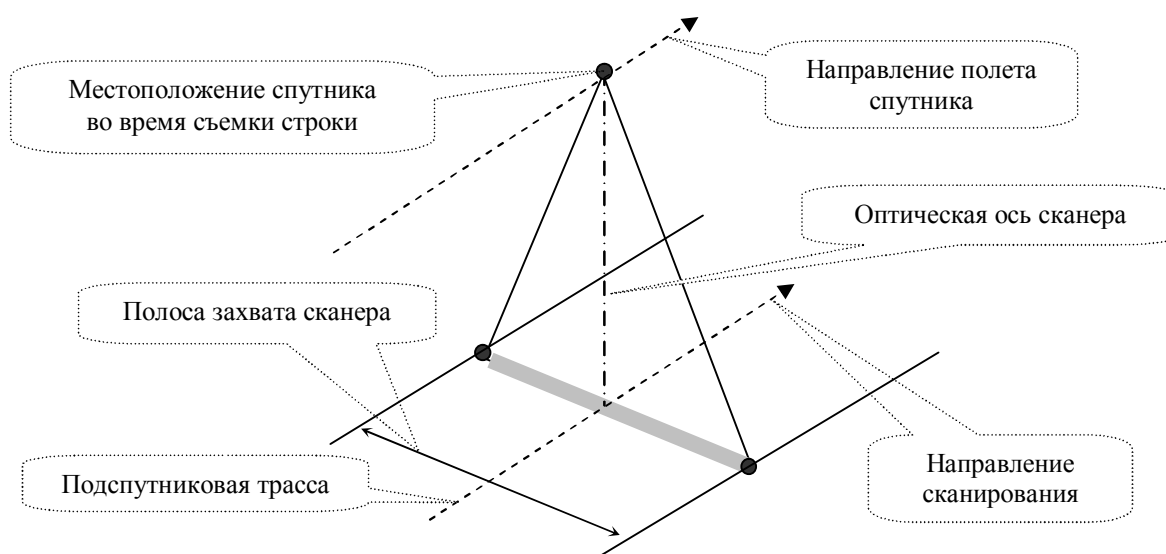 Местоположение спутника
во время съемки строки
Направление полета
спутника
Оптическая ось сканера
Полоса захвата сканера
Подспутниковая трасса
Направление
сканирования